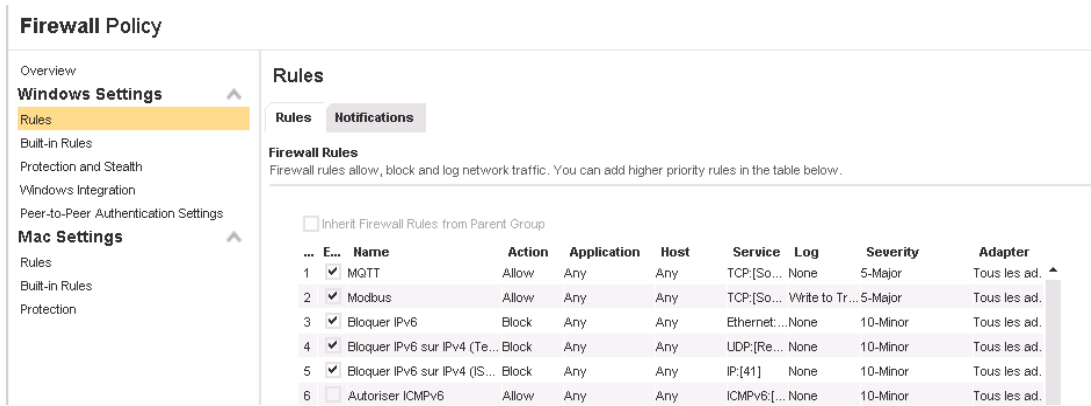 Firewall Policy
Overview
Windows Settings
Rules
Built-in Rules
Protection and Stealth
Windows Integration
Peer-to-Peer Authentication Settings
Mac Settings
Rules
Built-in Rules
Protection
Rules
Rules Notifications
Firewall Rules
Firewall rules allow, block and log network traffic. You can add higher priority rules in the table below.
Inherit Firewall Rules from Parent Group
... E... Name Action Application Host Service Log Severity Adapter
1 MQTT Allow Any Any TCP:[So... None 5-Major Tous les ad.
2 Modbus Allow Any Any TCP:[So... Write to Tr... 5-Major Tous les ad.
3 Bloquer IPv6 Block Any Any Ethernet:... None 10-Minor Tous les ad.
4 Bloquer IPv6 sur IPv4 (Te... Block Any Any UDP:[Re... None 10-Minor Tous les ad.
5 Bloquer IPv6 sur IPv4 (IS... Block Any Any IP:[41] None 10-Minor Tous les ad.
6 Autoriser ICMPv6 Allow Any Any ICMPv6:[... None 10-Minor Tous les ad.